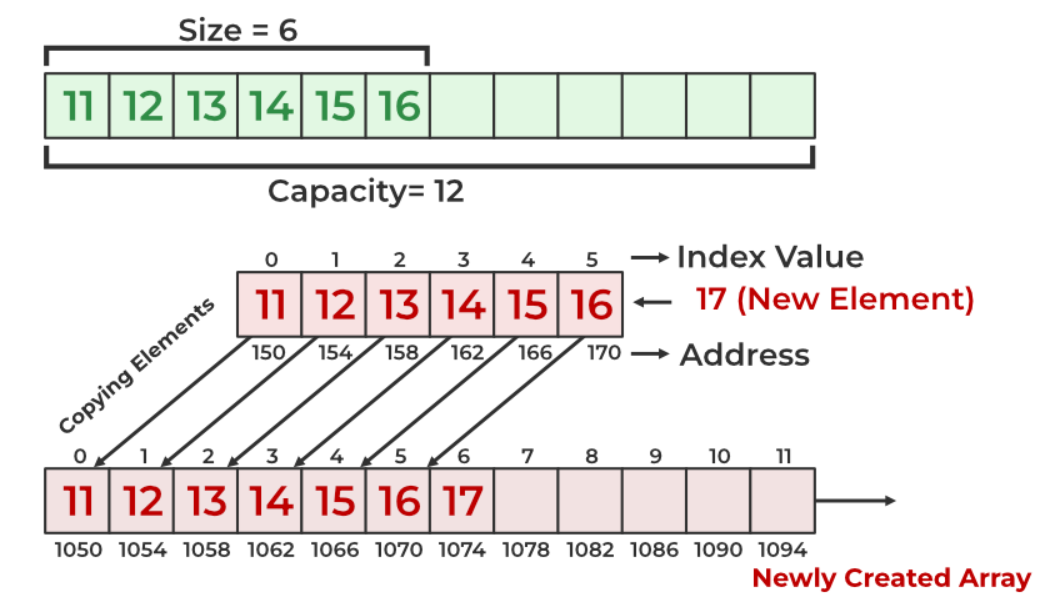 Size = 6
11 12 13 14 15 16
Capacity= 12
0 1 2 3 4 5 Index Value
11 12 13 14 15 16 17 (New Element)
150 154 158 162 166 170 Address
Copying Elements
0 1 2 3 4 5 6 7 8 9 10 11
11 12 13 14 15 16 17
1050 1054 1058 1062 1066 1070 1074 1078 1082 1086 1090 1094
Newly Created Array